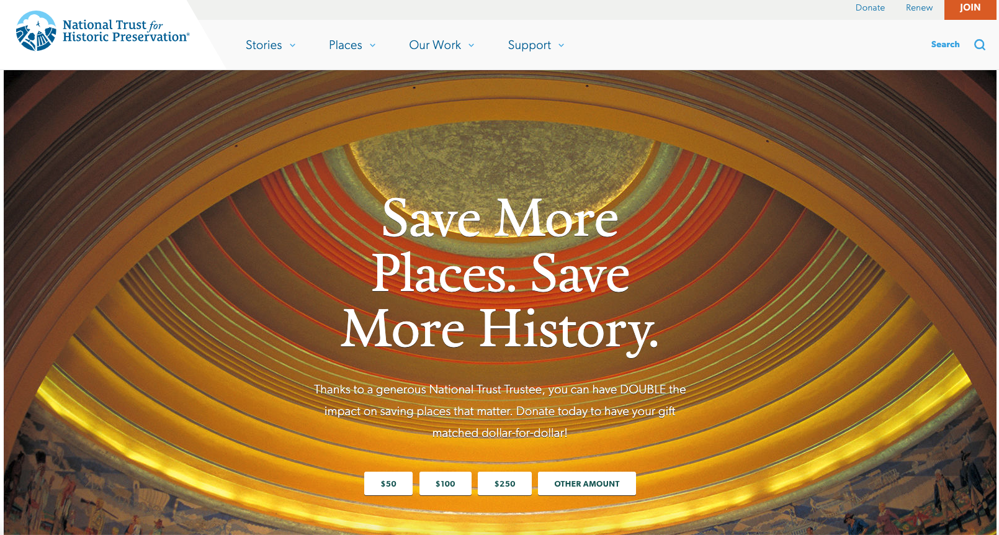 Donate
Renew
JOIN
National Trust for
Historic Preservation®
Stories
Places
Our Work
Support
Search
Save More
Places. Save
More History.
Thanks to a generous National Trust Trustee, you can have DOUBLE the
impact on saving places that matter. Donate today to have your gift
matched dollar-for-dollar!
$50
$100
$250
OTHER AMOUNT